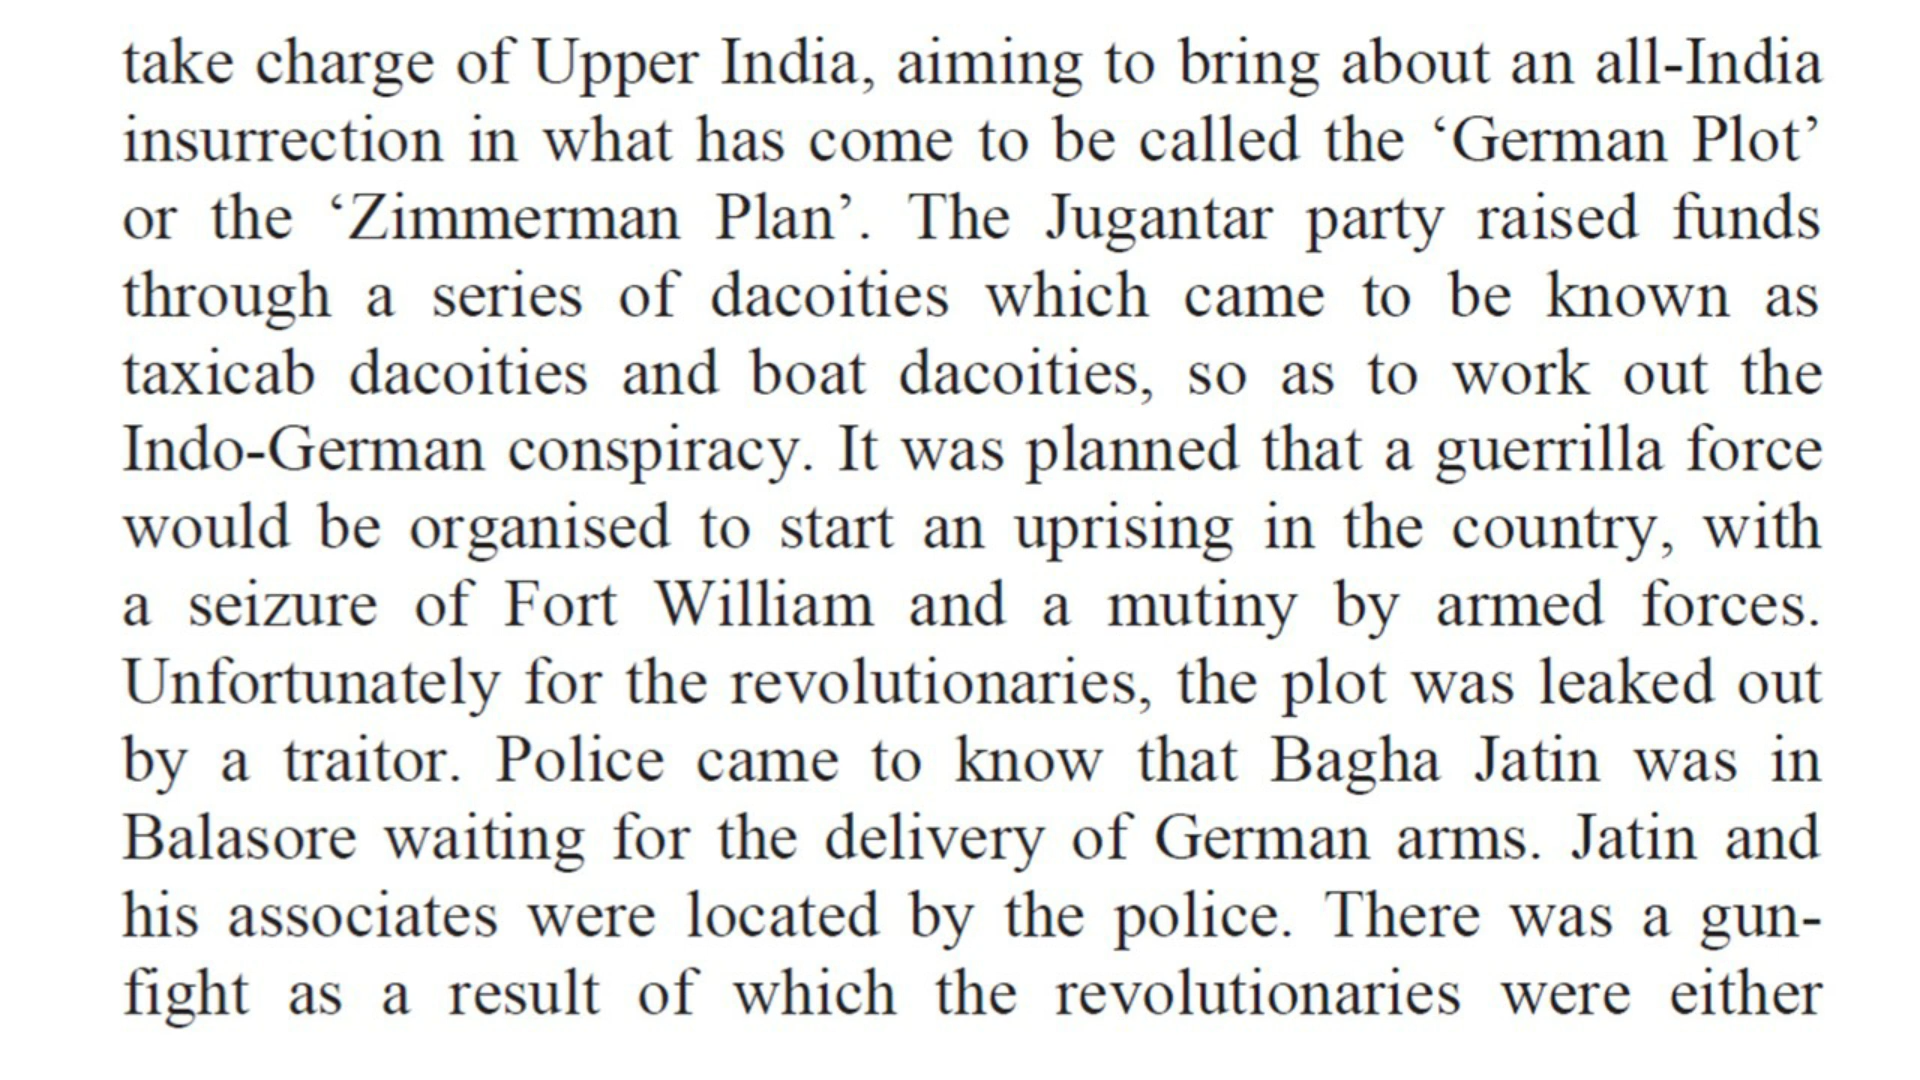 take charge of Upper India, aiming to bring about an all-India
insurrection in what has come to be called the ‘German Plot’
or the ‘Zimmerman Plan’. The Jugantar party raised funds
through a series of dacoities which came to be known as
taxicab dacoities and boat dacoities, so as to work out the
Indo-German conspiracy. It was planned that a guerrilla force
would be organised to start an uprising in the country, with
a seizure of Fort William and a mutiny by armed forces.
Unfortunately for the revolutionaries, the plot was leaked out
by a traitor. Police came to know that Bagha Jatin was in
Balasore waiting for the delivery of German arms. Jatin and
his associates were located by the police. There was a gun-
fight as a result of which the revolutionaries were either